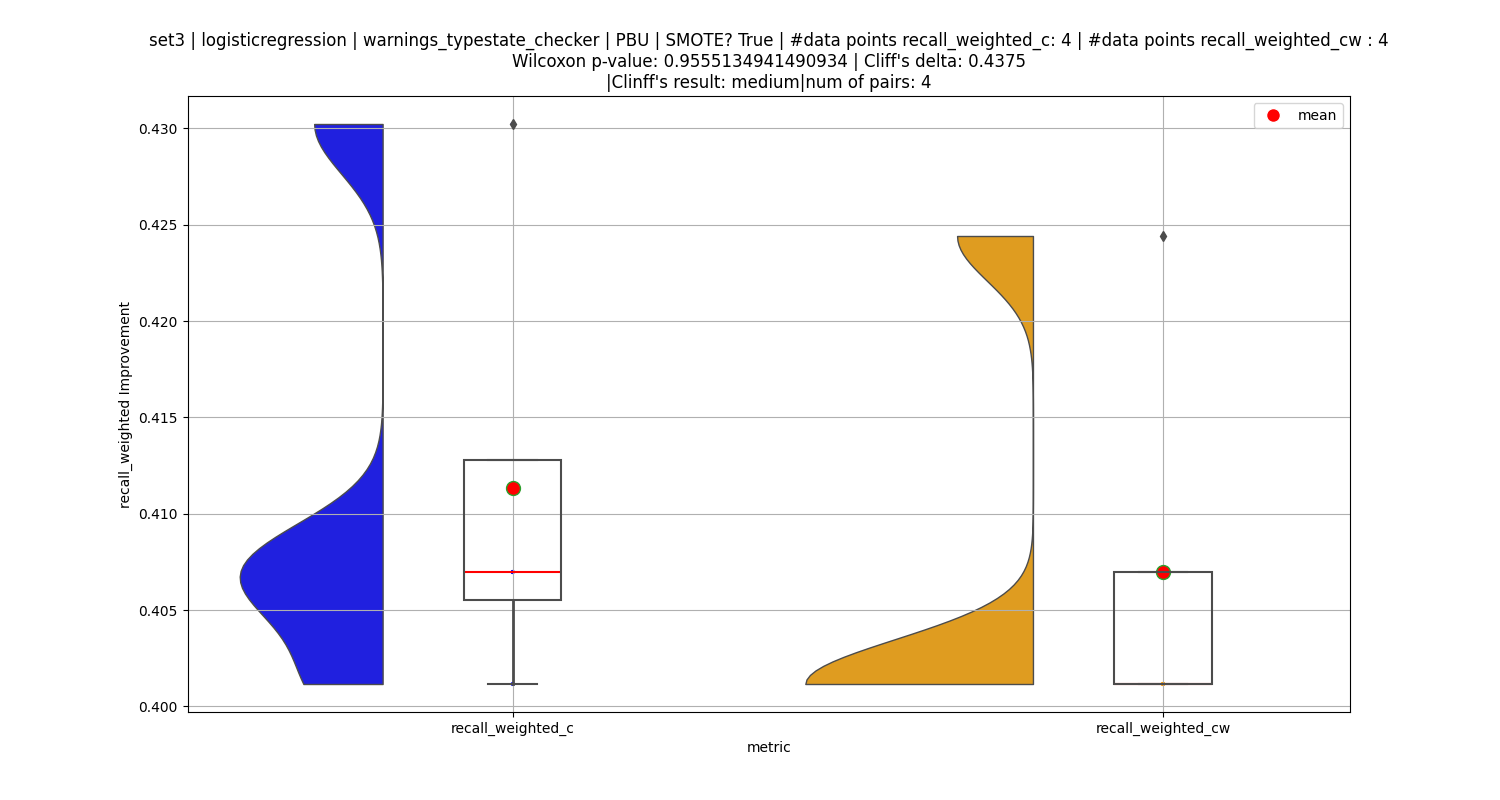 set3 | logisticregression | warnings_typestate_checker | PBU | SMOTE? True | #data points recall_weighted_c: 4 | #data points recall_weighted_cw : 4
Wilcoxon p-value: 0.9555134941490934 | Cliff's delta: 0.4375
|Clinff's result: medium|num of pairs: 4
mean
0.430
0.425
0.420
0.415
0.410
0.405
0.400
recall_weighted Improvement
recall_weighted_c
recall_weighted_cw
metric